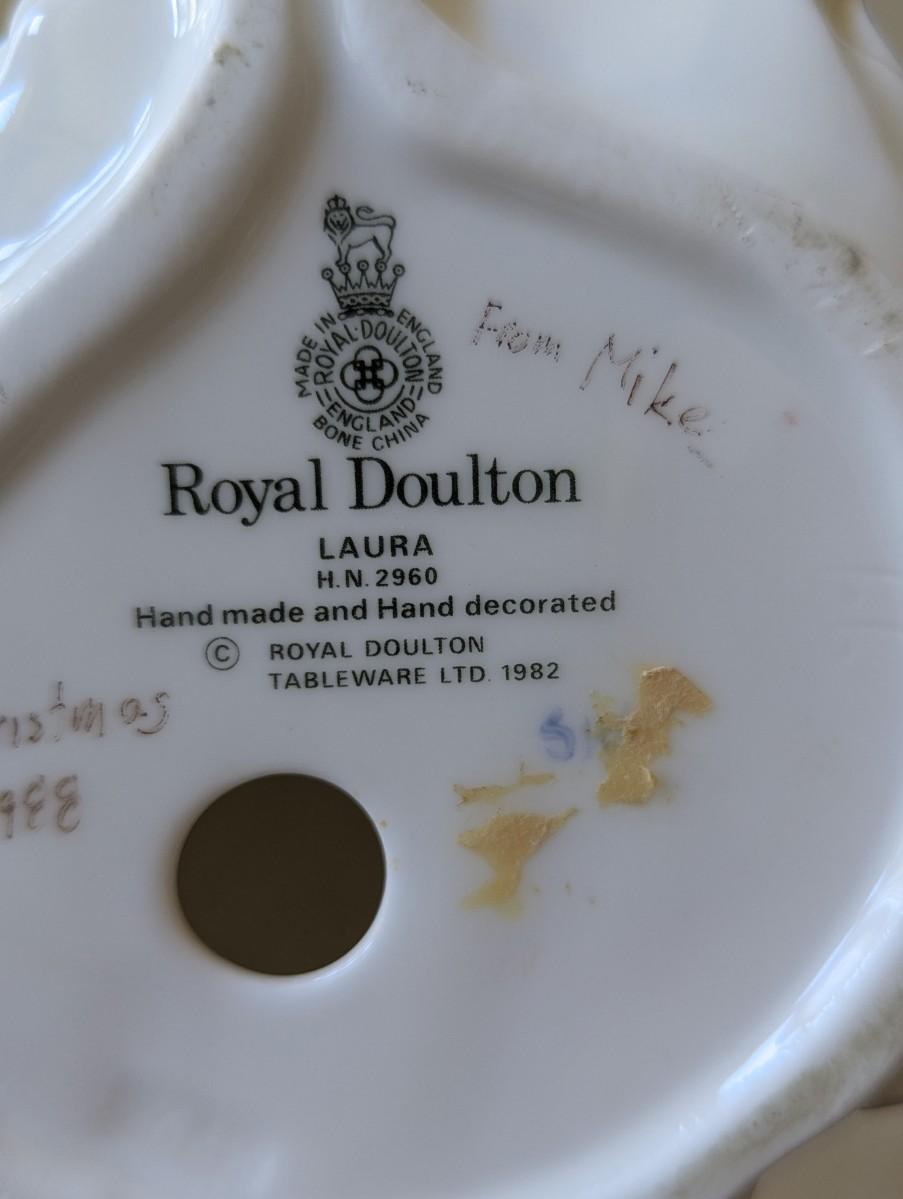 MADE IN ENGLAND
ROYAL·DOULTON
ENGLAND
BONE CHINA
From Mike
Royal Doulton
LAURA
H.N.2960
Hand made and Hand decorated
© ROYAL DOULTON
TABLEWARE LTD. 1982
ristmas